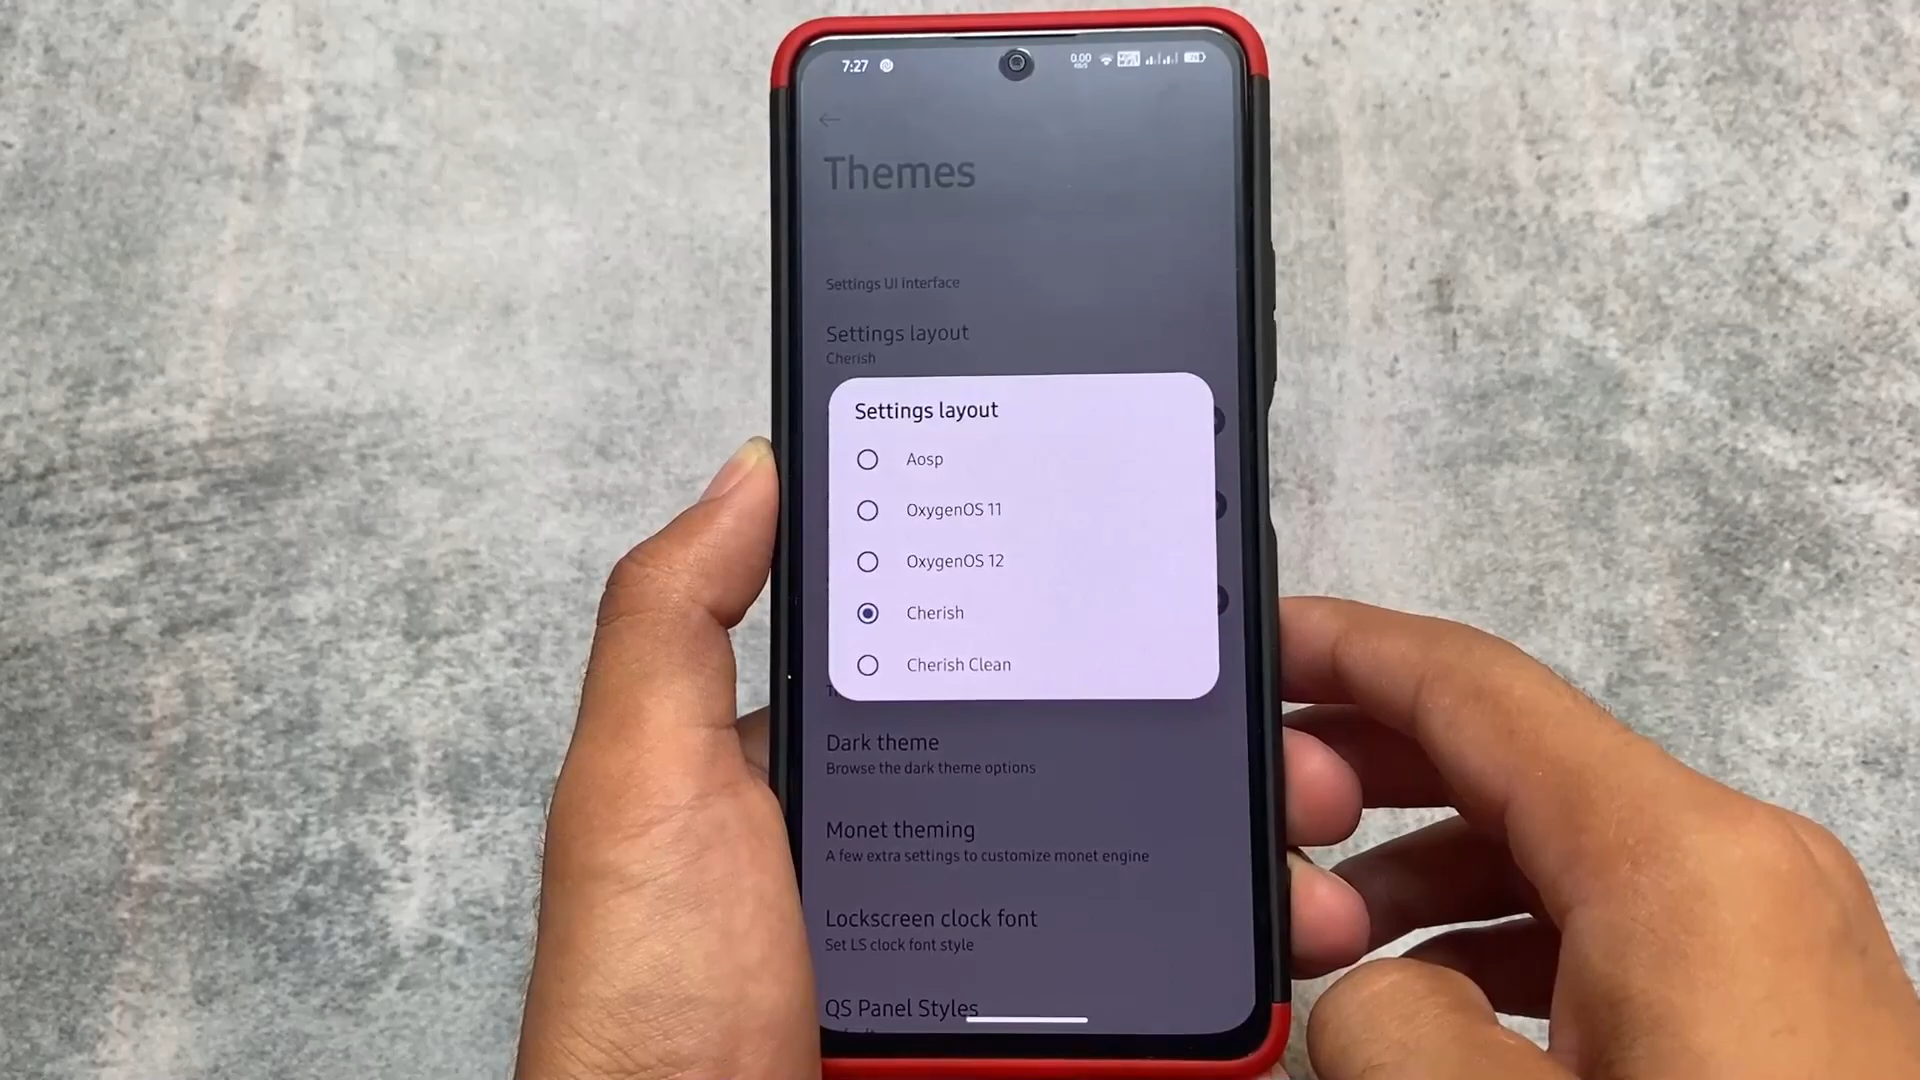 7:27
0.00
Themes
Settings UI Interface
Settings layout
Cherish
Settings layout
Aosp
OxygenOS 11
OxygenOS 12
Cherish
Cherish Clean
Dark theme
Browse the dark theme options
Monet theming
A few extra settings to customize monet engine
Lockscreen clock font
Set LS clock font style
QS Panel Styles